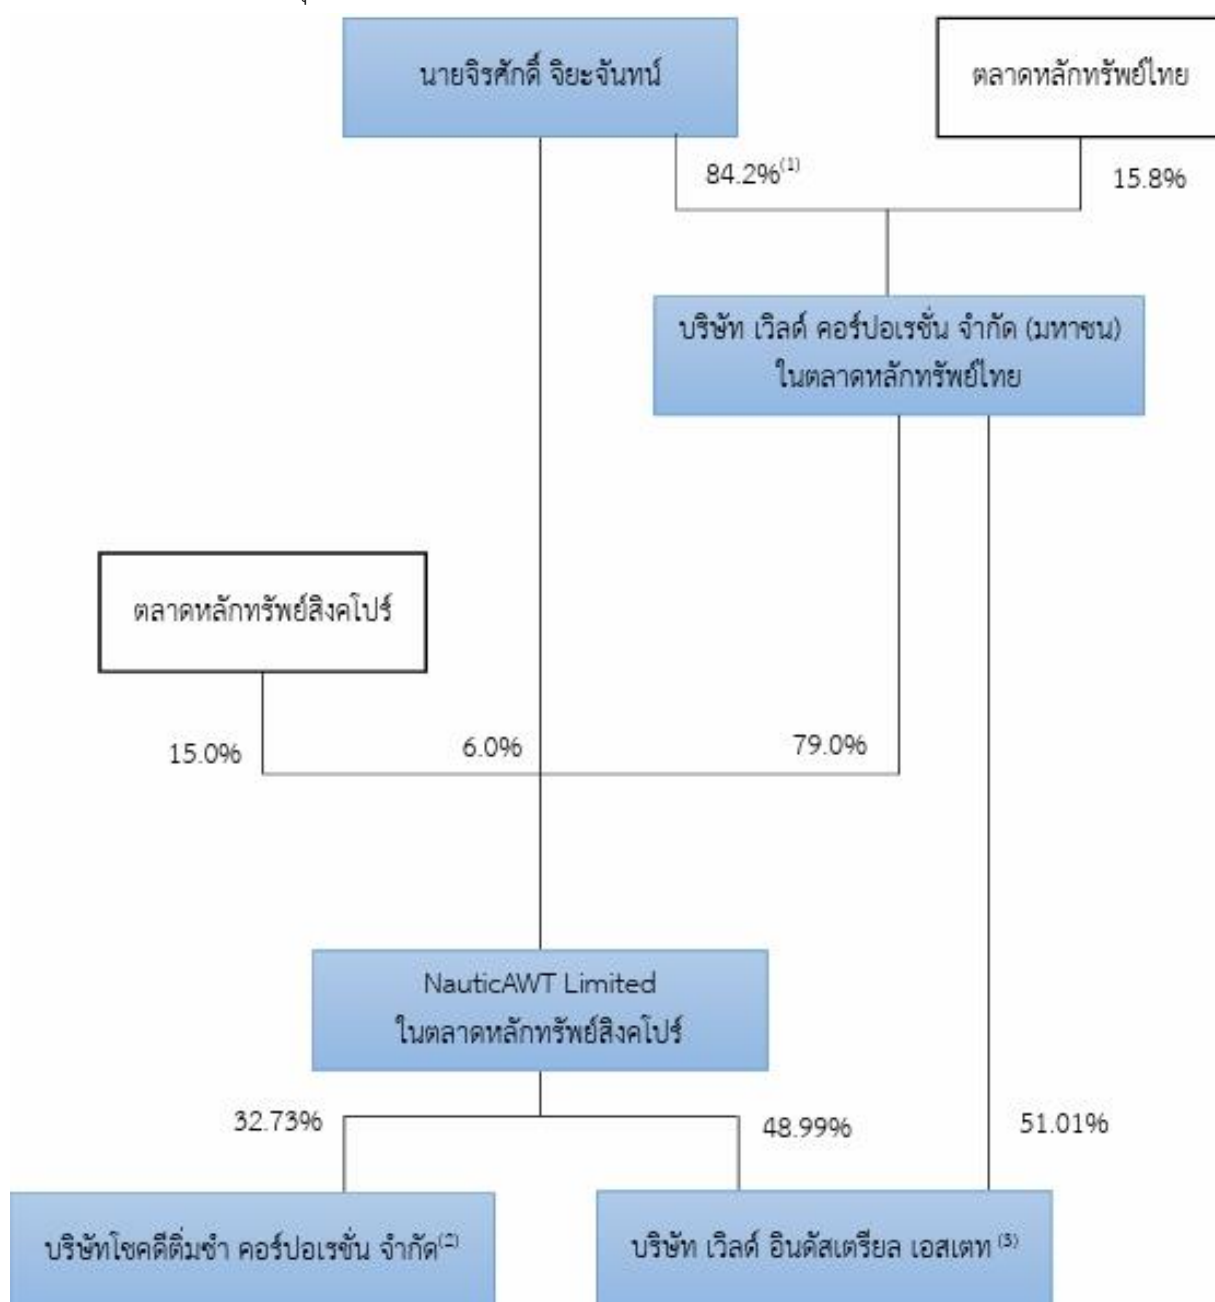 นายจิรศักดิ์ จิยะจันทน์
ตลาดหลักทรัพย์ไทย
84.2%(1)
15.8%
บริษัท เวิลด์ คอร์ปอเรชั่น จำกัด (มหาชน)
ในตลาดหลักทรัพย์ไทย
ตลาดหลักทรัพย์สิงคโปร์
15.0%
6.0%
79.0%
NauticAWT Limited
ในตลาดหลักทรัพย์สิงคโปร์
32.73%
48.99%
51.01%
บริษัทโชคดีติ่มซำ คอร์ปอเรชั่น จำกัด(2)
บริษัท เวิลด์ อินดัสเตรียล เอสเตท (3)